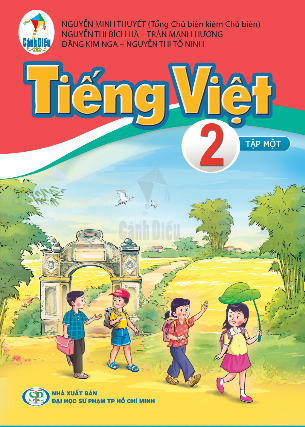 Cánh Diều
NGUYỄN MINH THUYẾT (Tổng Chủ biên kiêm Chủ biên)
NGUYỄN THỊ BÍCH HÀ – TRẦN MẠNH HƯỞNG
ĐẶNG KIM NGA – NGUYỄN THỊ TỐ NINH
Tiếng Việt
2
TẬP MỘT
Cánh Diều
NHÀ XUẤT BẢN
ĐẠI HỌC SƯ PHẠM TP HỒ CHÍ MINH